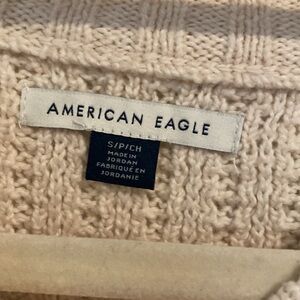 AMERICAN EAGLE
S/P/CH
MADE IN
JORDAN
FABRIQUÉ EN
JORDANIE